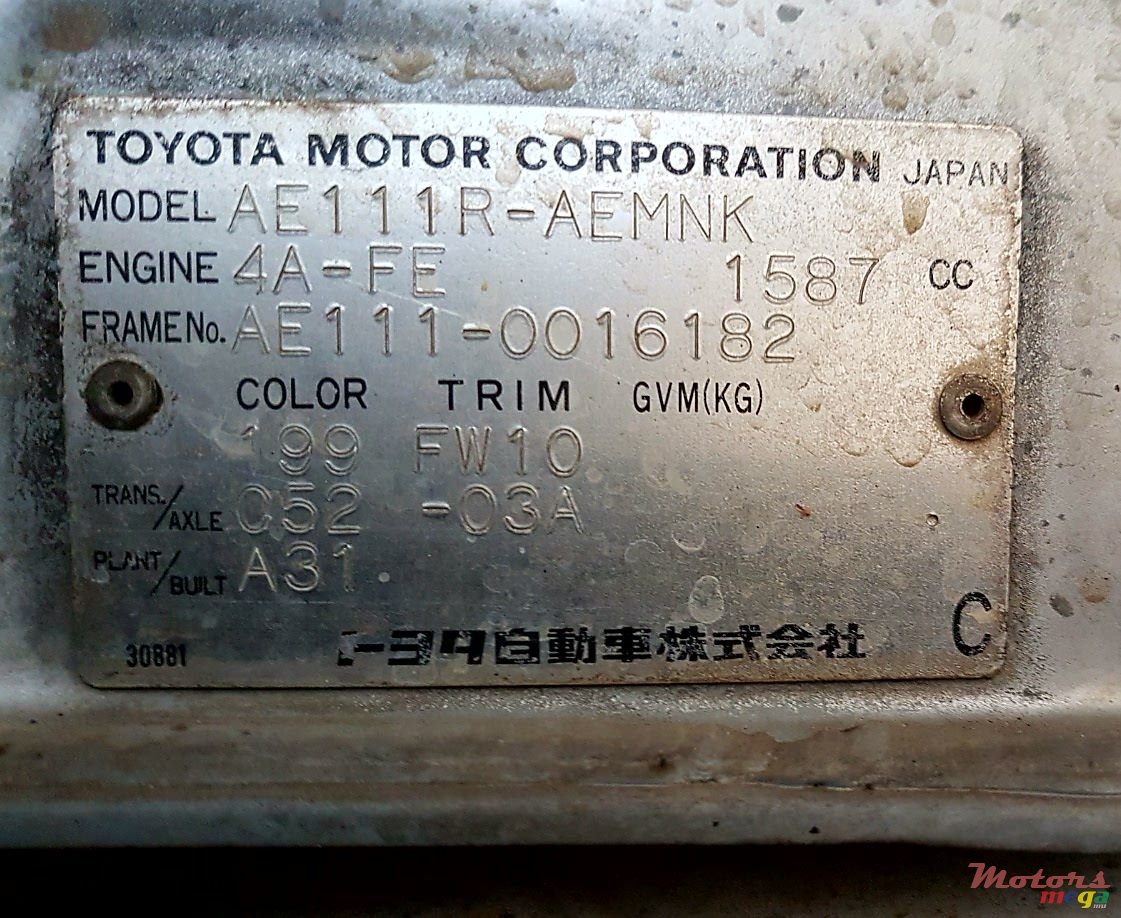 TOYOTA MOTOR CORPORATION JAPAN
MODEL AE111R-AEMNK
ENGINE 4A-FE 1587 CC
FRAME No. AE111-0016182
COLOR TRIM GVM(KG)
199 FW10
TRANS./AXLE C52 -03A
PLANT/BUILT A31
30881 トヨタ自動車株式会社 C
Motors
mega.mu